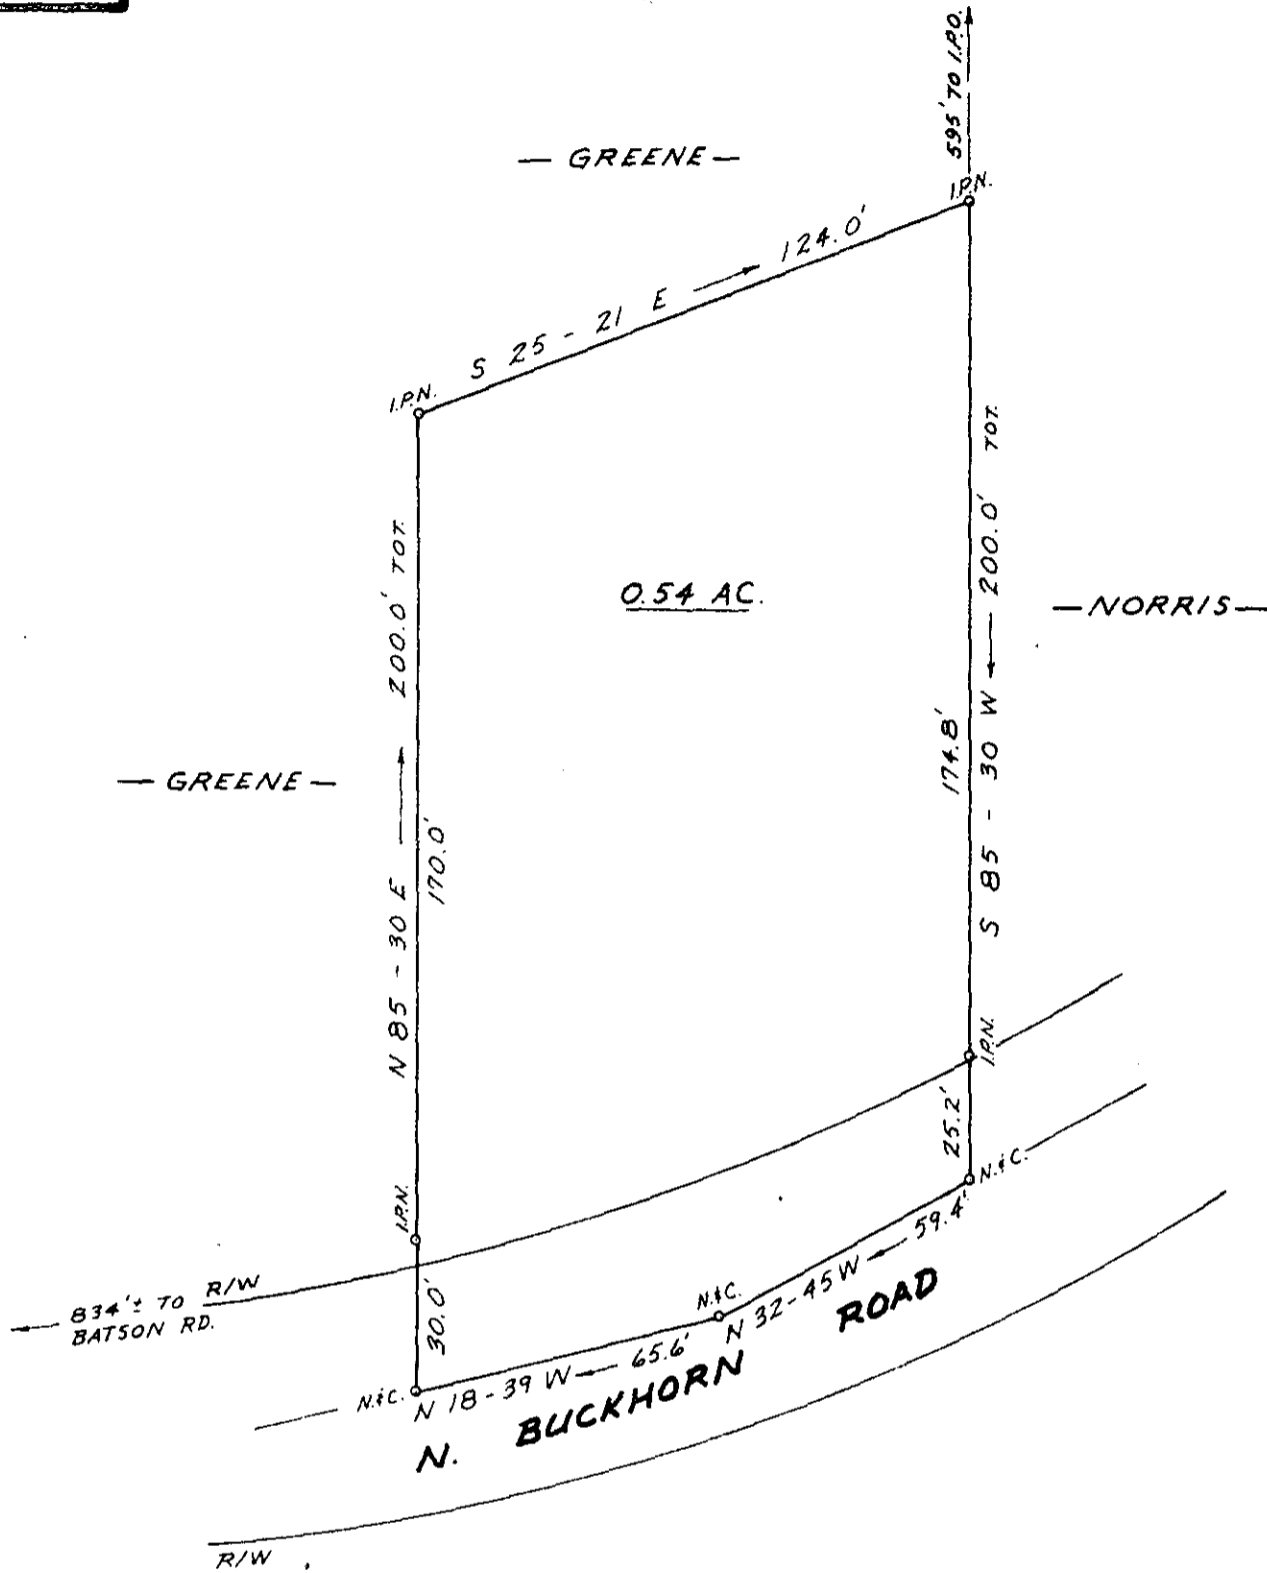 595' TO I.P.O.
— GREENE —
I.P.N.
S 25 - 21 E 124.0'
I.P.N.
200.0' TOT.
N 85 - 30 E
170.0'
0.54 AC.
200.0' TOT.
S 85 - 30 W
174.8'
— NORRIS —
— GREENE —
I.P.N.
25.2'
N.&C.
I.P.N.
30.0'
834'± TO
BATSON RD.
R/W
N.&C.
N 18 - 39 W 65.6'
N.&C.
N 32 - 45 W 59.4'
N. BUCKHORN ROAD
R/W